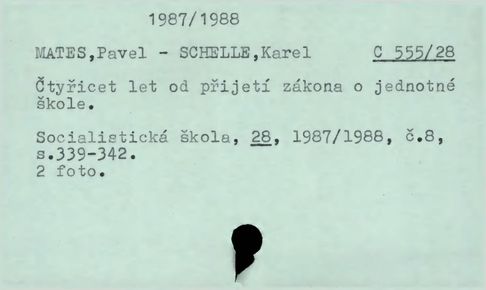 1987/1988
MATES,Pavel - SCHELLE,Karel C 555/28
Čtyřicet let od přijetí zákona o jednotné
škole.
Socialistická škola, 28, 1987/1988, č.8,
s.339-342.
2 foto.